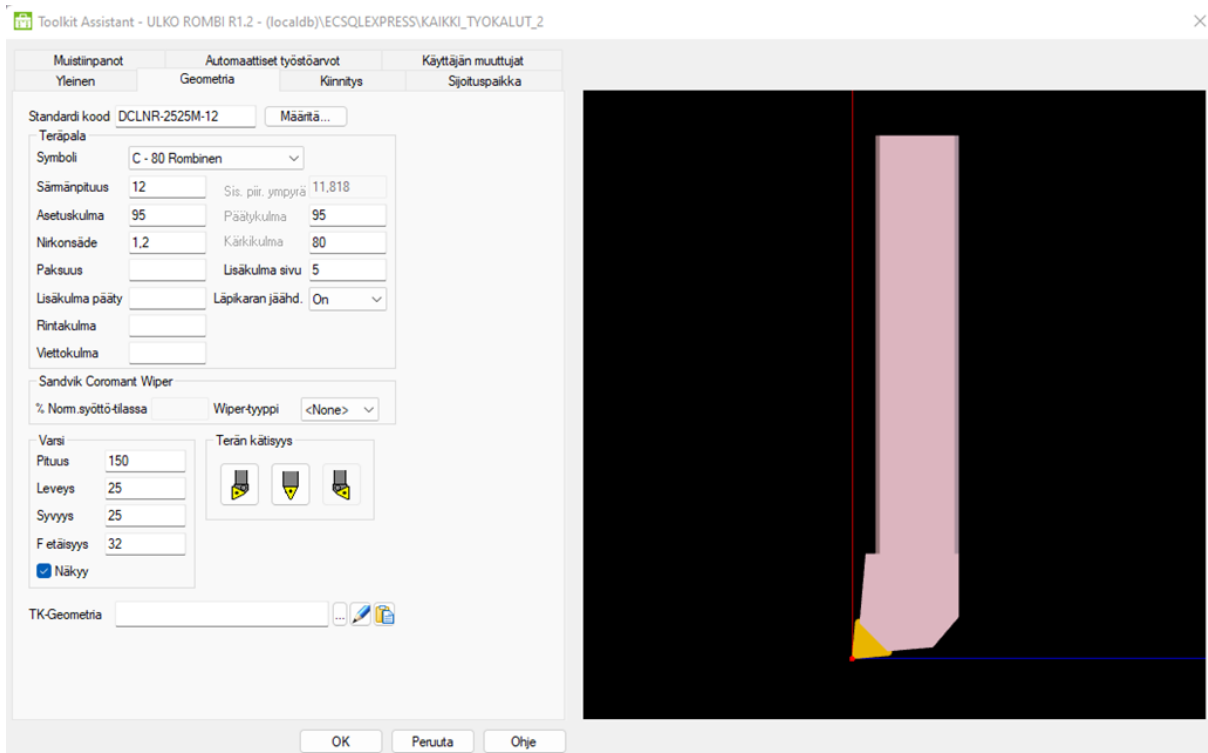 Toolkit Assistant - ULKO ROMBI R1.2 - (localdb)\ECSQLEXPRESS\KAIKKI_TYOKALUT_2
Muistiinpanot Automaattiset työstöarvot Käyttäjän muuttujat
Yleinen Geometria Kiinnitys Sijoituspaikka
Standardi kood DCLNR-2525M-12 Määritä...
Teräpala
Symboli C - 80 Rombinen
Särmänpituus 12 Sis. piir. ympyrä 11,818
Asetuskulma 95 Päätykulma 95
Nirkonsäde 1,2 Kärkikulma 80
Paksuus Lisäkulma sivu 5
Lisäkulma pääty Läpikaran jäähd. On
Rintakulma
Viettokulma
Sandvik Coromant Wiper
% Norm.syöttö-tilassa Wiper-tyyppi <None>
Varsi Terän kätisyys
Pituus 150
Leveys 25
Syvyys 25
F etäisyys 32
Näkyy
TK-Geometria ...
OK Peruuta Ohje